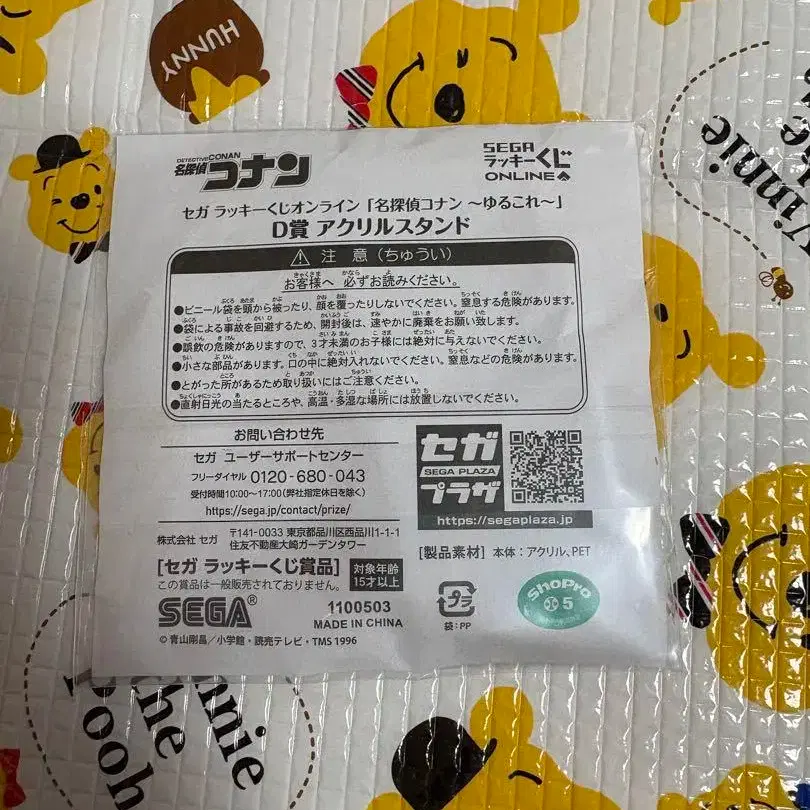 HUNNY
Winnie
the
DETECTIVE CONAN
名探偵コナン
SEGA
ラッキーくじ
ONLINE♠
セガ ラッキーくじオンライン「名探偵コナン ～ゆるこれ～」
D賞 アクリルスタンド
⚠ 注 意（ちゅうい）
お客様へ 必ずお読みください。
●ビニール袋を頭から被ったり、顔を覆ったりしないでください。窒息する危険があります。
●袋による事故を回避するため、開封後は、速やかに廃棄をお願い致します。
●誤飲の危険がありますので、3才未満のお子様には絶対に与えないでください。
●小さな部品があります。口の中に絶対入れないでください。窒息などの危険があります。
●とがった所があるため取り扱いにはご注意ください。
●直射日光の当たるところや、高温・多湿な場所には放置しないでください。
お問い合わせ先
セガ ユーザーサポートセンター
フリーダイヤル 0120-680-043
受付時間10:00～17:00（弊社指定休日を除く）
https://sega.jp/contact/prize/
セガ
SEGA PLAZA
プラザ
https://segaplaza.jp
株式会社 セガ 〒141-0033 東京都品川区西品川1-1-1
住友不動産大崎ガーデンタワー
[セガ ラッキーくじ賞品]
この賞品は一般販売されておりません。
対象年齢
15才以上
[製品素材] 本体：アクリル、PET
SEGA®
1100503
MADE IN CHINA
プラ
袋：PP
ShoPro
小 5
© 青山剛昌／小学館・読売テレビ・TMS 1996
Winnie
the
Pooh